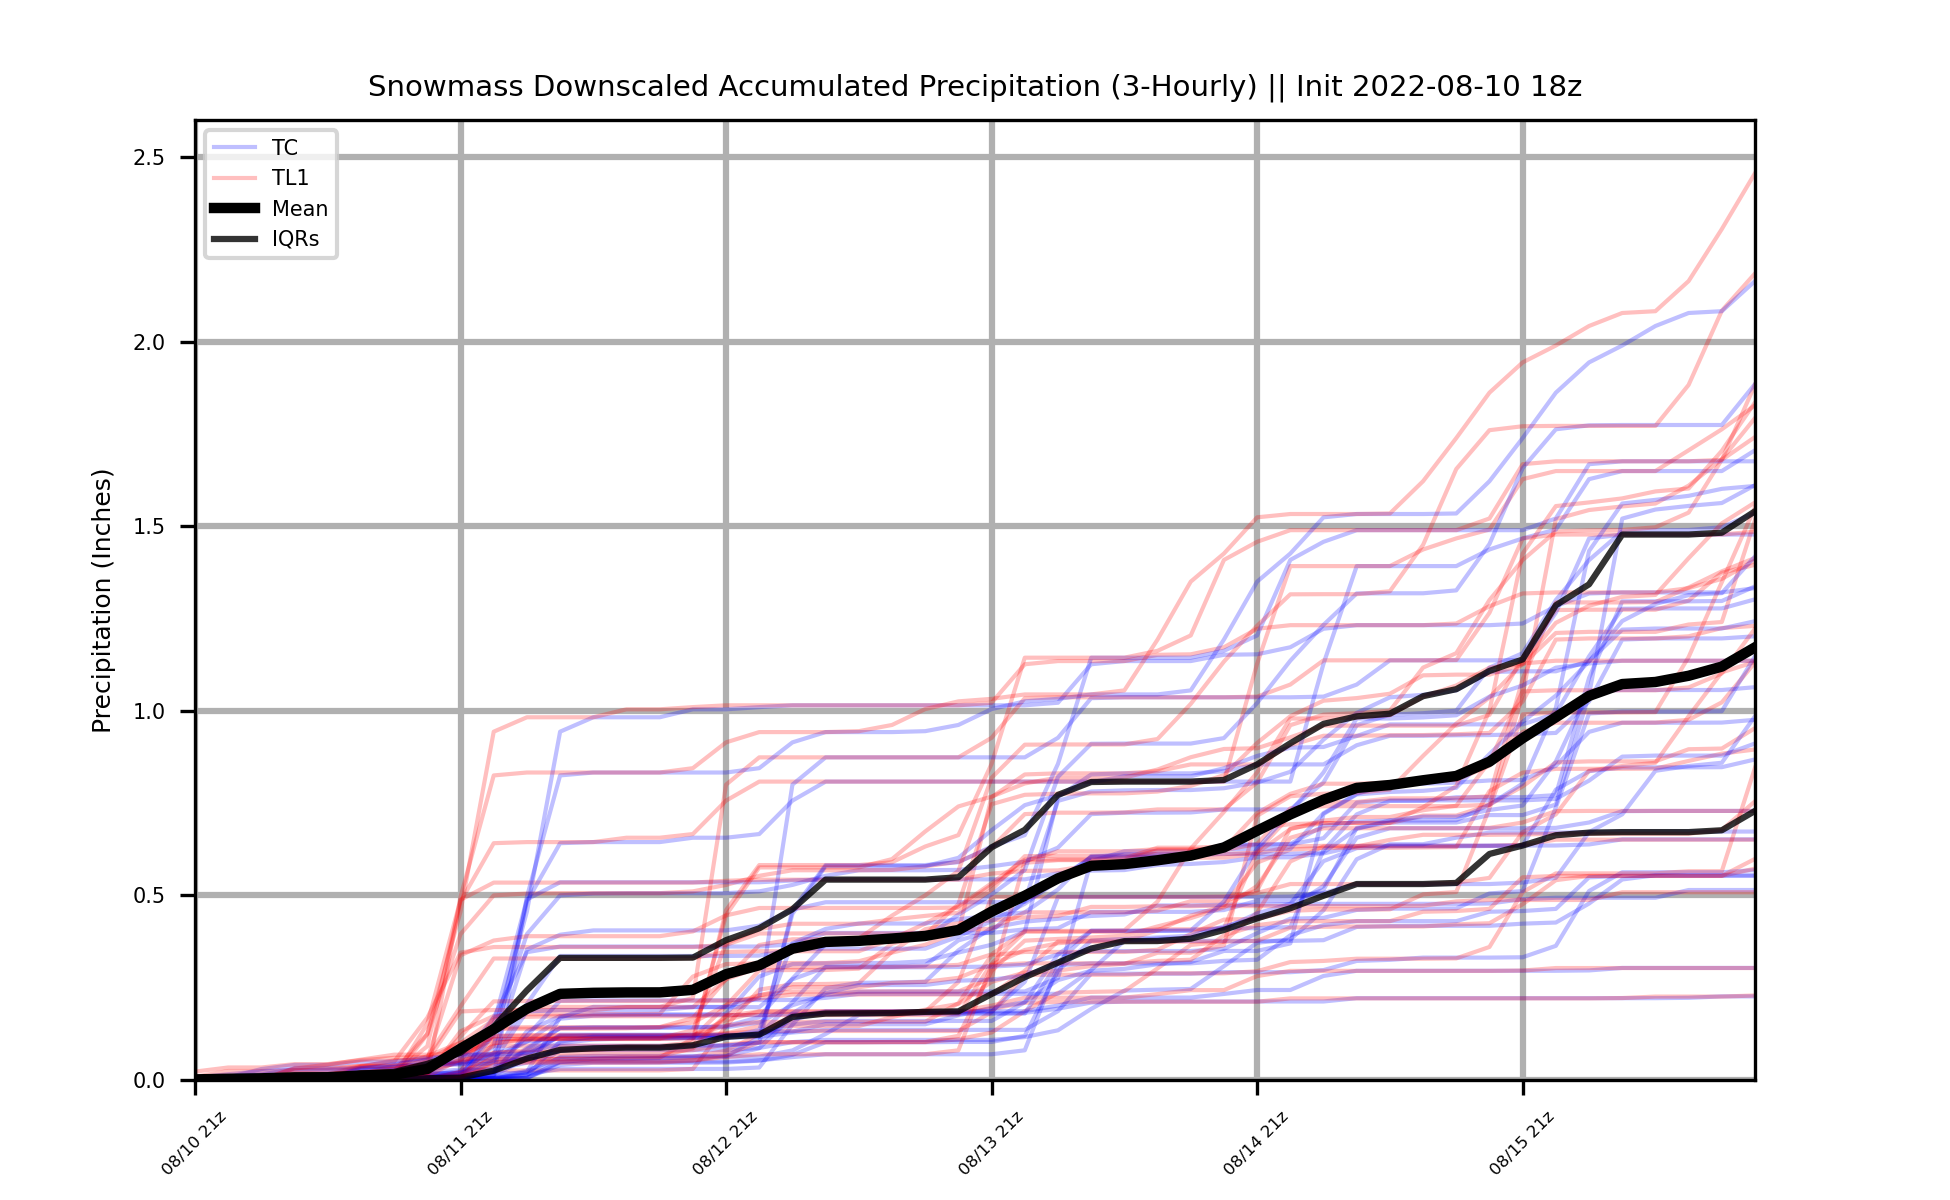 Snowmass Downscaled Accumulated Precipitation (3-Hourly) || Init 2022-08-10 18z
TC
TL1
Mean
IQRs
Precipitation (Inches)
2.5
2.0
1.5
1.0
0.5
0.0
08/10 21z
08/11 21z
08/12 21z
08/13 21z
08/14 21z
08/15 21z